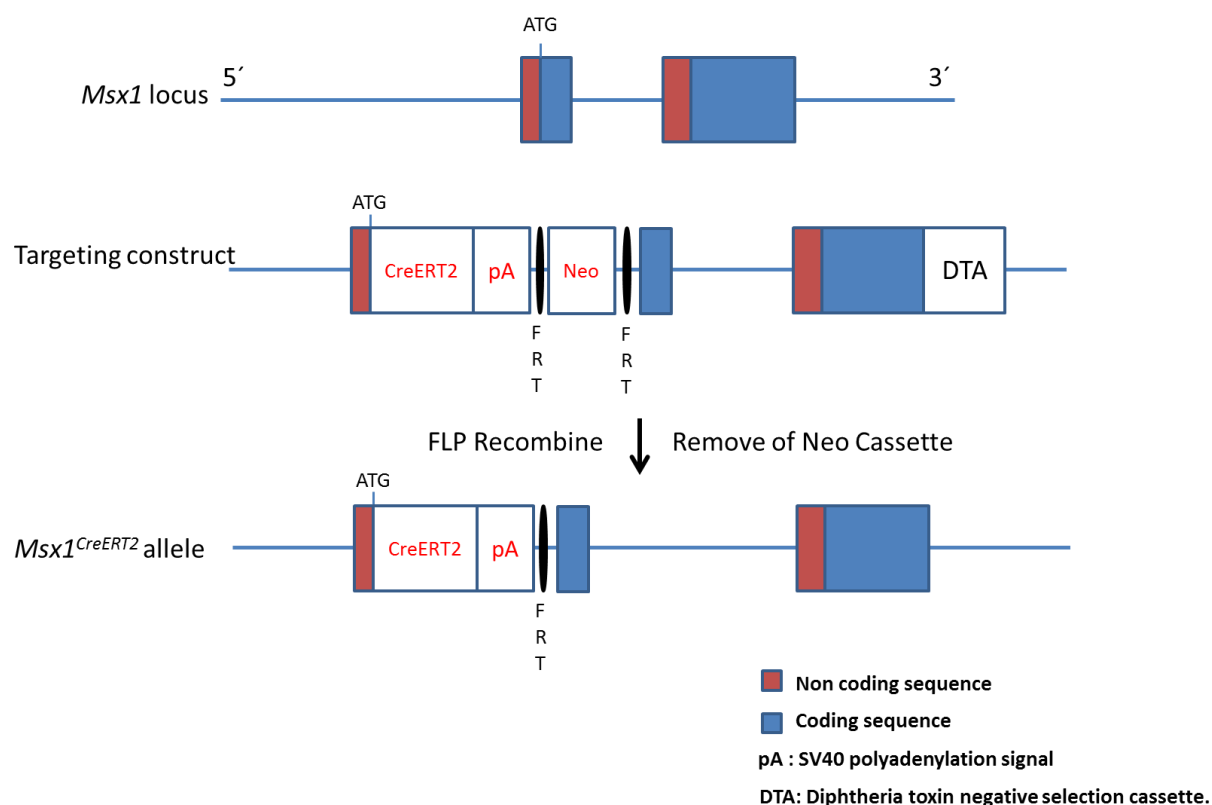 ATG
5´
3´
Msx1 locus
ATG
Targeting construct
CreERT2
pA
Neo
DTA
F
R
T
F
R
T
FLP Recombine
Remove of Neo Cassette
ATG
Msx1CreERT2 allele
CreERT2
pA
F
R
T
Non coding sequence
Coding sequence
pA : SV40 polyadenylation signal
DTA: Diphtheria toxin negative selection cassette.